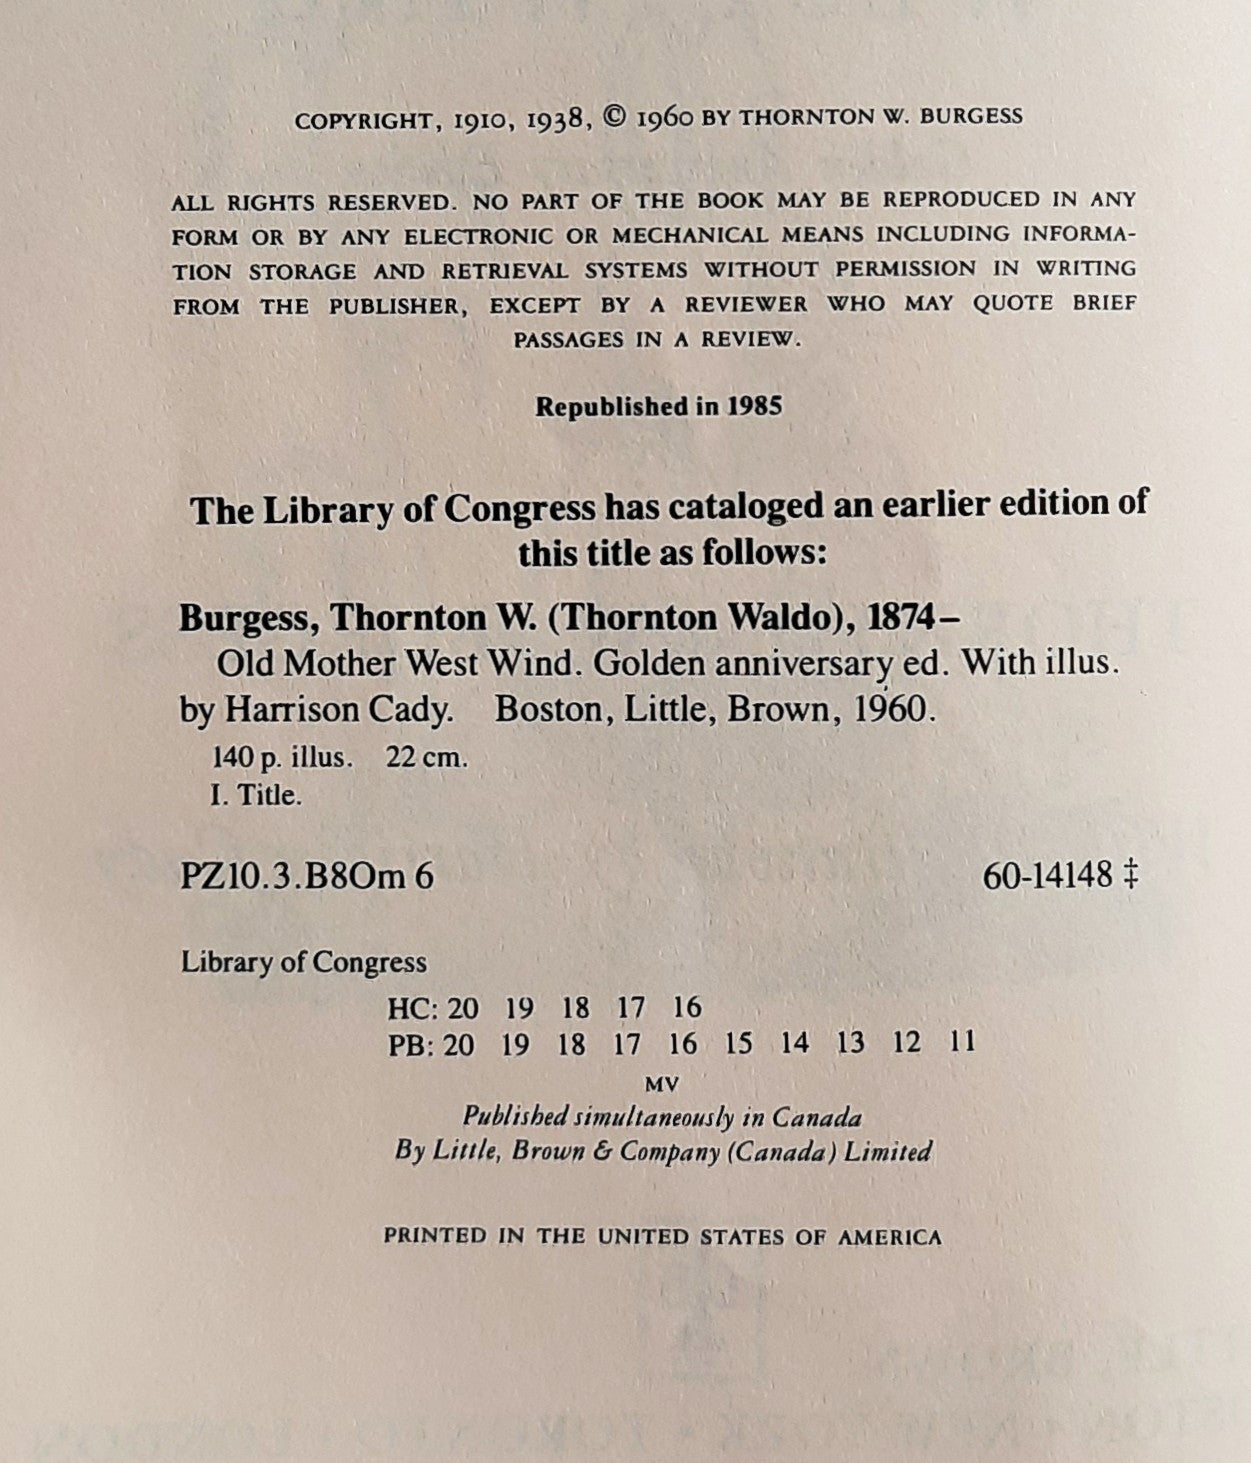 COPYRIGHT, 1910, 1938, © 1960 BY THORNTON W. BURGESS
ALL RIGHTS RESERVED. NO PART OF THE BOOK MAY BE REPRODUCED IN ANY
FORM OR BY ANY ELECTRONIC OR MECHANICAL MEANS INCLUDING INFORMA-
TION STORAGE AND RETRIEVAL SYSTEMS WITHOUT PERMISSION IN WRITING
FROM THE PUBLISHER, EXCEPT BY A REVIEWER WHO MAY QUOTE BRIEF
PASSAGES IN A REVIEW.
Republished in 1985
The Library of Congress has cataloged an earlier edition of
this title as follows:
Burgess, Thornton W. (Thornton Waldo), 1874–
Old Mother West Wind. Golden anniversary ed. With illus.
by Harrison Cady. Boston, Little, Brown, 1960.
140 p. illus. 22 cm.
I. Title.
PZ10.3.B8Om 6 60-14148 ‡
Library of Congress
HC: 20 19 18 17 16
PB: 20 19 18 17 16 15 14 13 12 11
MV
Published simultaneously in Canada
By Little, Brown & Company (Canada) Limited
PRINTED IN THE UNITED STATES OF AMERICA